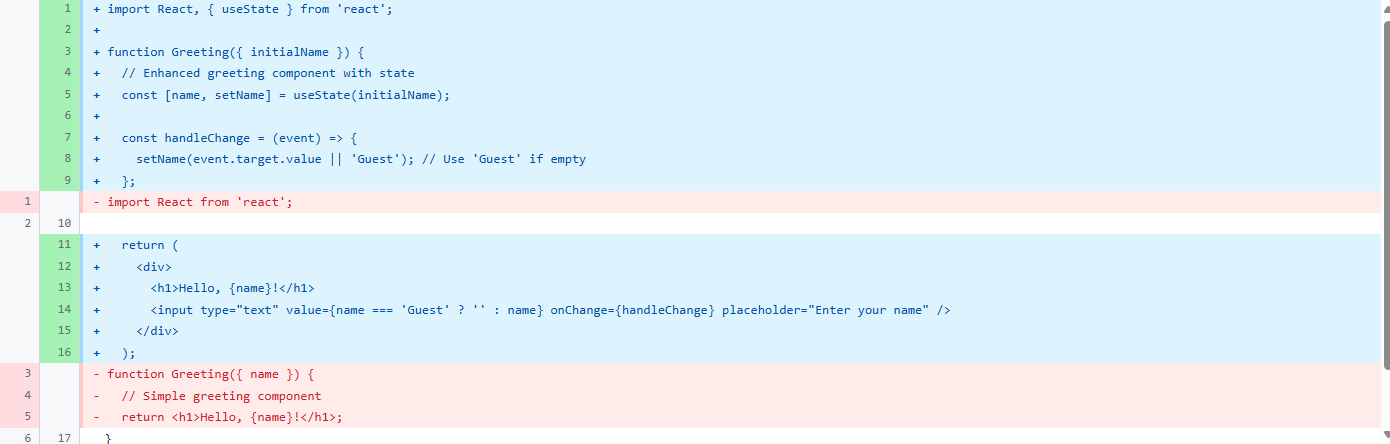 1 + import React, { useState } from 'react';
2 +
3 + function Greeting({ initialName }) {
4 +   // Enhanced greeting component with state
5 +   const [name, setName] = useState(initialName);
6 +
7 +   const handleChange = (event) => {
8 +     setName(event.target.value || 'Guest'); // Use 'Guest' if empty
9 +   };
1 - import React from 'react';
2 10
11 +   return (
12 +     <div>
13 +       <h1>Hello, {name}!</h1>
14 +       <input type="text" value={name === 'Guest' ? '' : name} onChange={handleChange} placeholder="Enter your name" />
15 +     </div>
16 +   );
3 - function Greeting({ name }) {
4 -   // Simple greeting component
5 -   return <h1>Hello, {name}!</h1>;
6 17 }